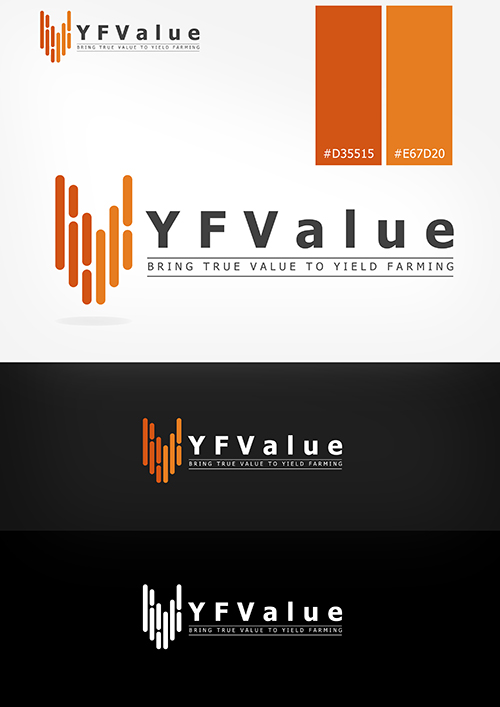 YFValue
BRING TRUE VALUE TO YIELD FARMING
#D35515 #E67D20
YFValue
BRING TRUE VALUE TO YIELD FARMING
YFValue
BRING TRUE VALUE TO YIELD FARMING
YFValue
BRING TRUE VALUE TO YIELD FARMING